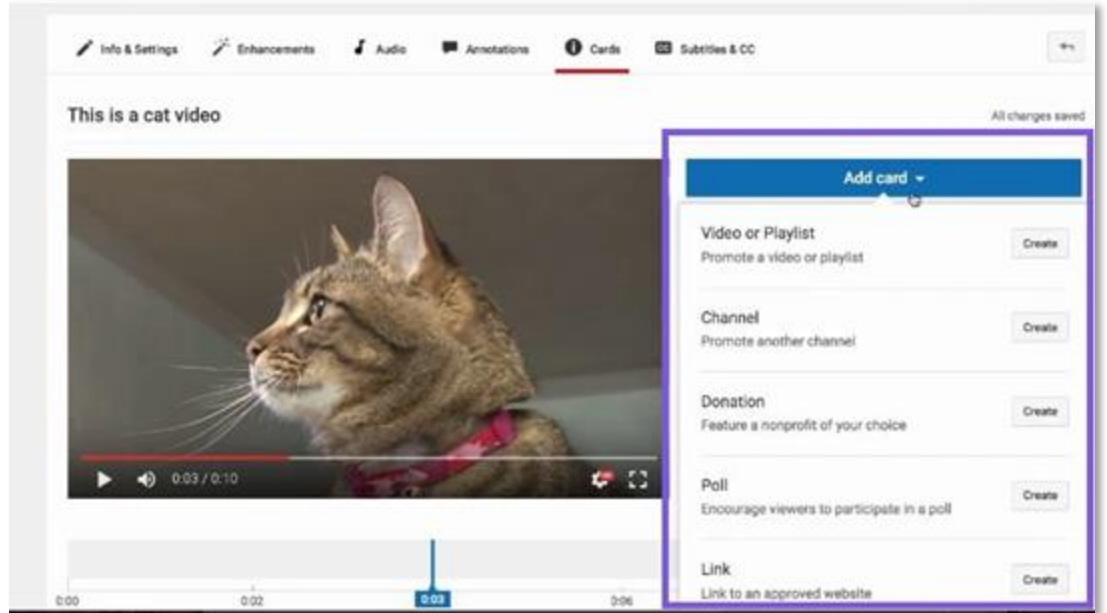 Info & Settings
Enhancements
Audio
Annotations
Cards
Subtitles & CC
This is a cat video
All changes saved
Add card
Video or Playlist
Promote a video or playlist
Create
Channel
Promote another channel
Create
Donation
Feature a nonprofit of your choice
Create
Poll
Encourage viewers to participate in a poll
Create
Link
Link to an approved website
Create
0:03 / 0:10
0:00
0:02
0:03
0:06